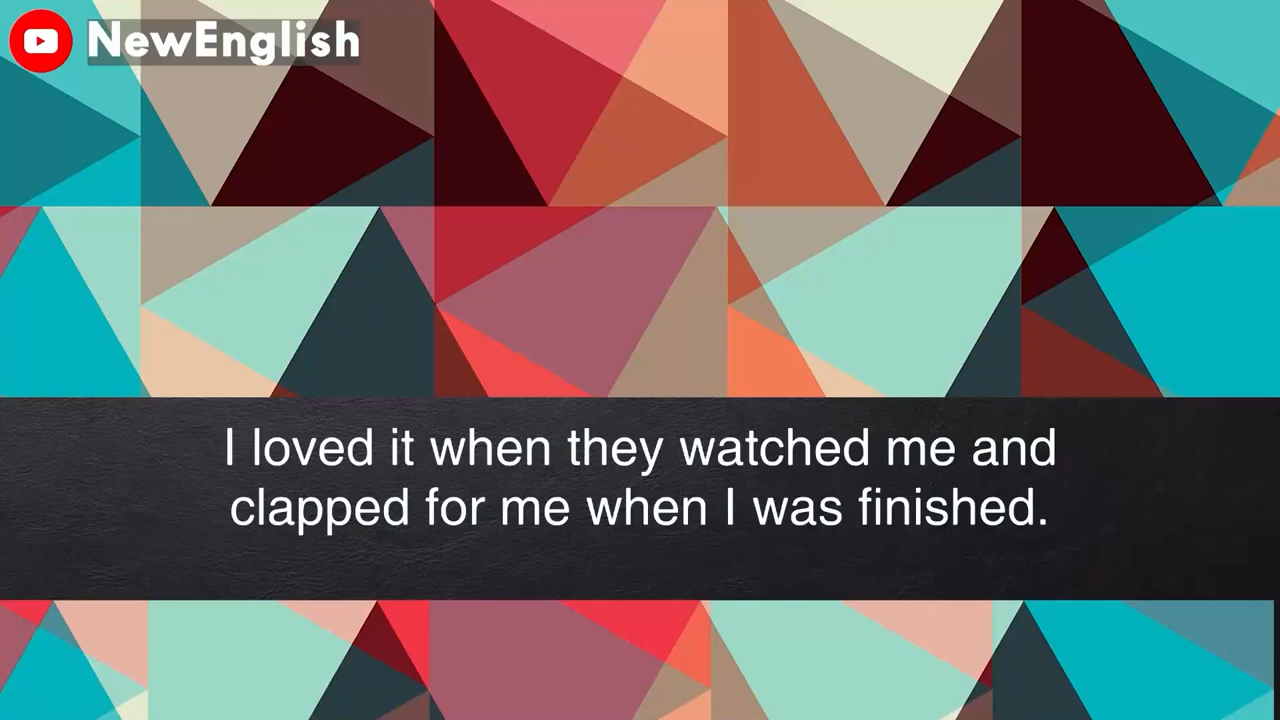 NewEnglish
I loved it when they watched me and
clapped for me when I was finished.